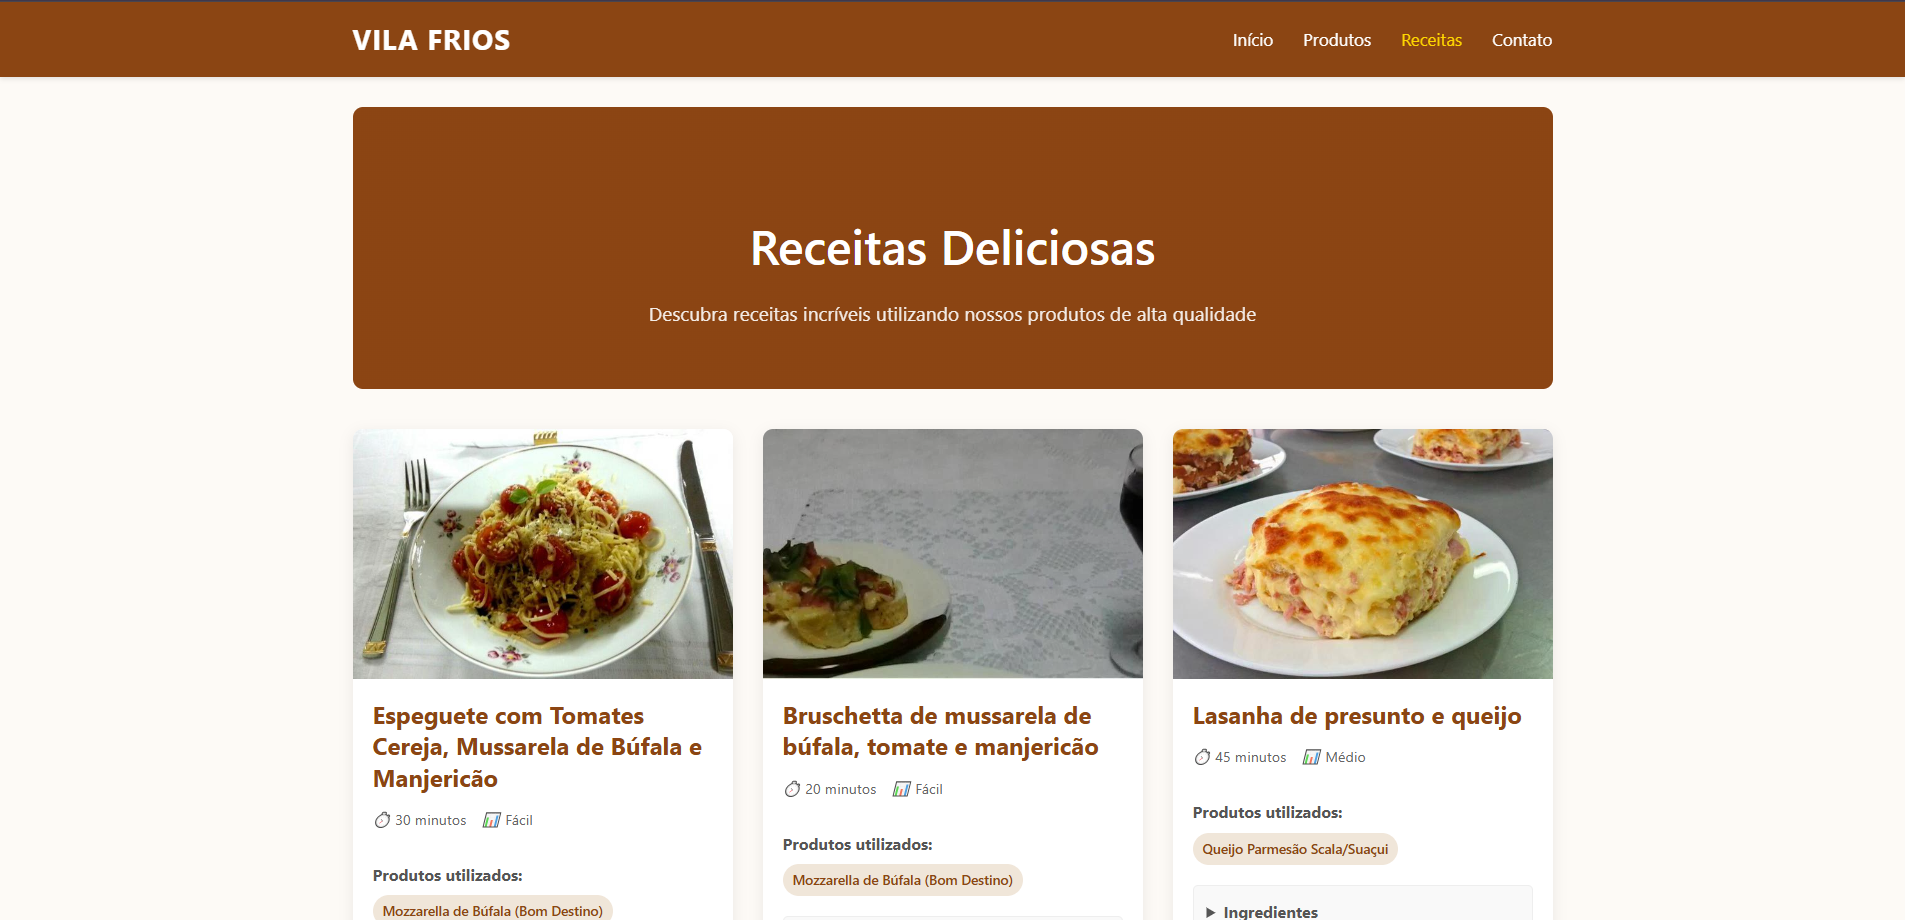 VILA FRIOS
Início Produtos Receitas Contato
Receitas Deliciosas
Descubra receitas incríveis utilizando nossos produtos de alta qualidade
Espeguete com Tomates
Cereja, Mussarela de Búfala e
Manjericão
30 minutos Fácil
Produtos utilizados:
Mozzarella de Búfala (Bom Destino)
Bruschetta de mussarela de
búfala, tomate e manjericão
20 minutos Fácil
Produtos utilizados:
Mozzarella de Búfala (Bom Destino)
Lasanha de presunto e queijo
45 minutos Médio
Produtos utilizados:
Queijo Parmesão Scala/Suaçui
Ingredientes